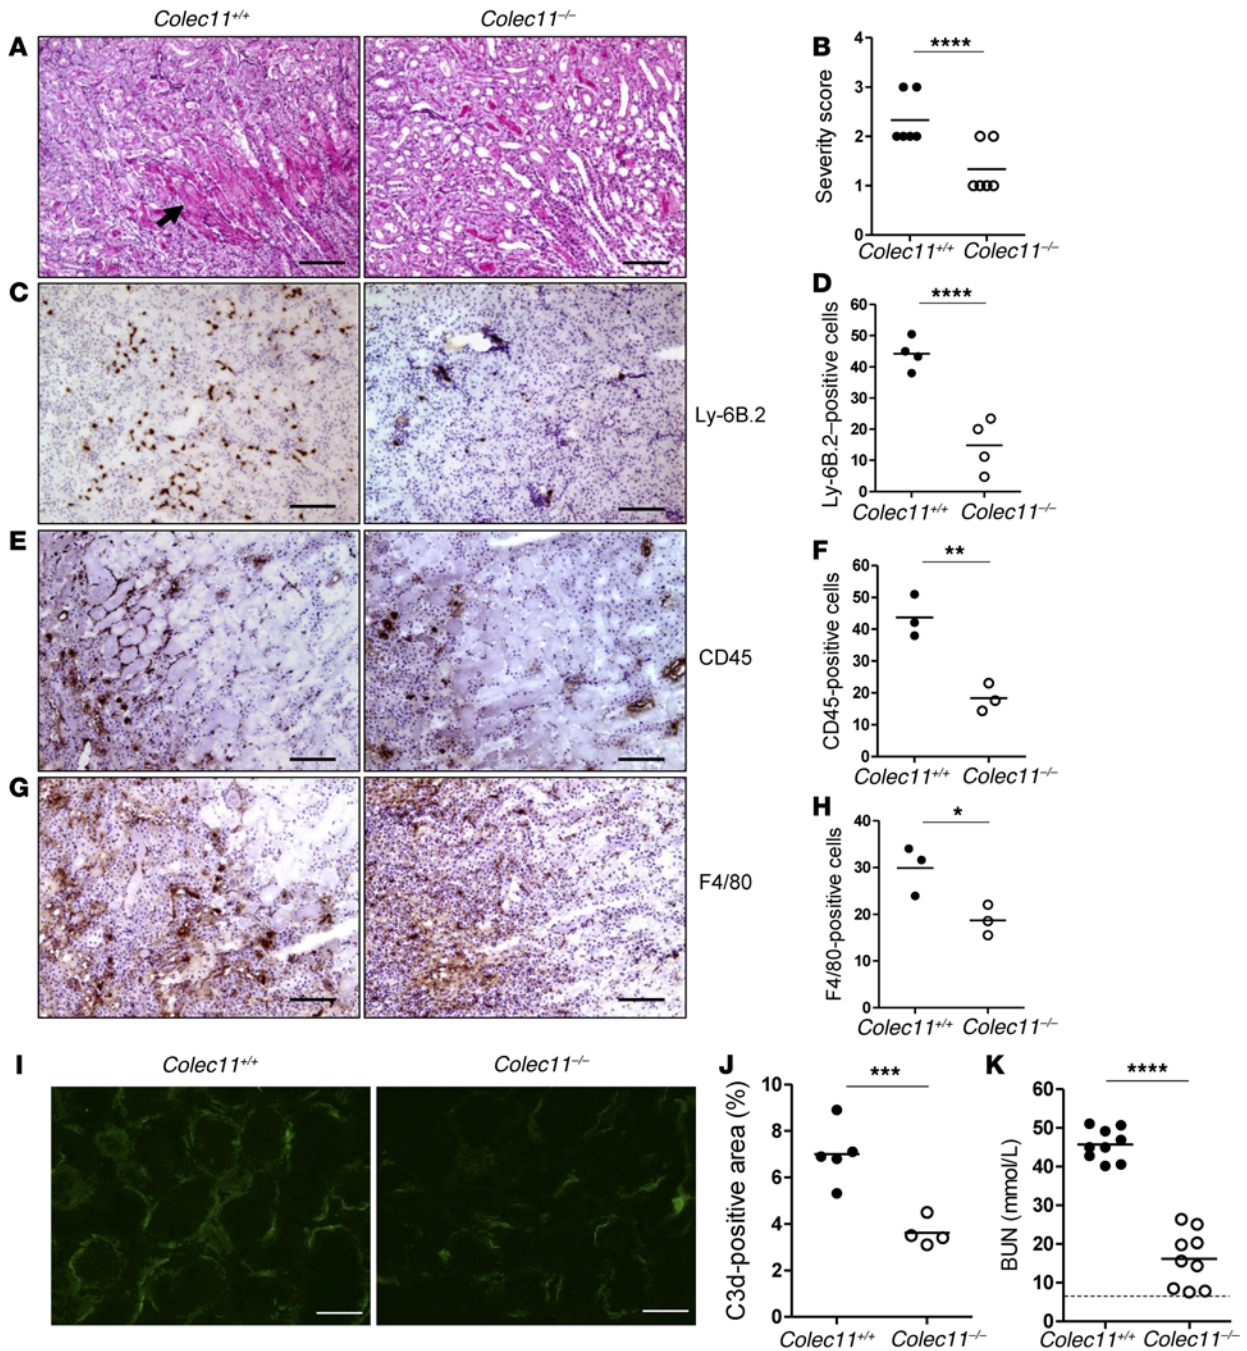 Colec11+/+ Colec11−/−
A
B
Severity score
4
3
2
1
0
****
Colec11+/+ Colec11−/−
C
Ly-6B.2
D
Ly-6B.2–positive cells
60
50
40
30
20
10
0
****
Colec11+/+ Colec11−/−
E
CD45
F
CD45-positive cells
60
50
40
30
20
10
0
**
Colec11+/+ Colec11−/−
G
F4/80
H
F4/80-positive cells
40
30
20
10
0
*
Colec11+/+ Colec11−/−
I
Colec11+/+ Colec11−/−
J
C3d-positive area (%)
10
8
6
4
2
0
***
Colec11+/+ Colec11−/−
K
BUN (mmol/L)
60
50
40
30
20
10
0
****
Colec11+/+ Colec11−/−